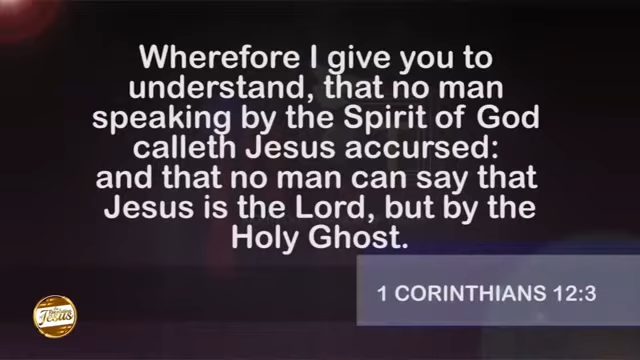 Wherefore I give you to
understand, that no man
speaking by the Spirit of God
calleth Jesus accursed:
and that no man can say that
Jesus is the Lord, but by the
Holy Ghost.
1 CORINTHIANS 12:3
Jesus